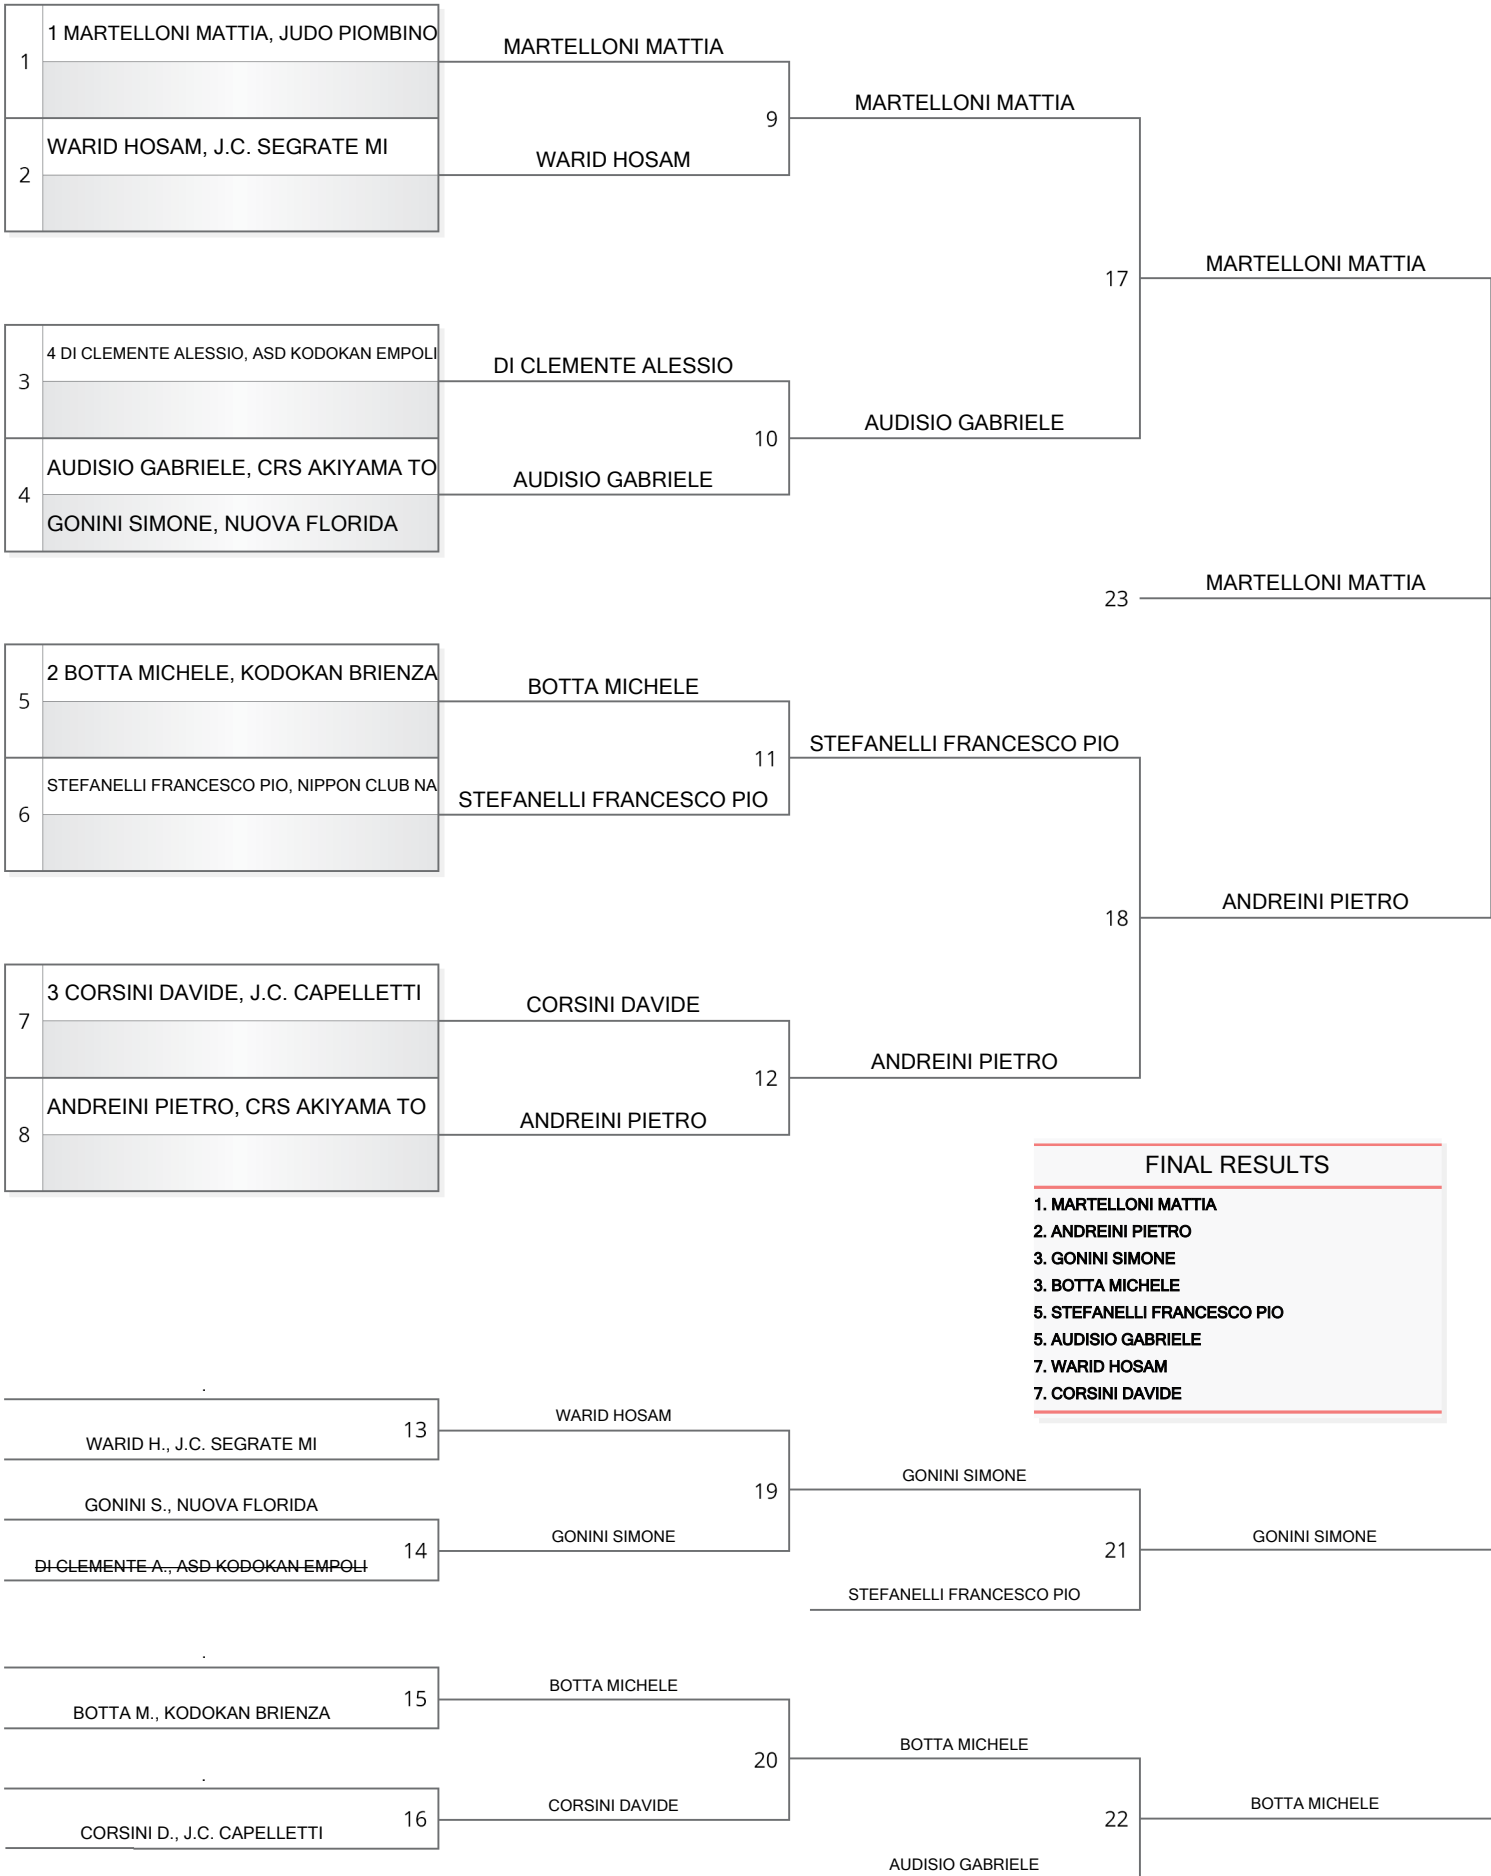 1 MARTELLONI MATTIA, JUDO PIOMBINO
1
WARID HOSAM, J.C. SEGRATE MI
2
MARTELLONI MATTIA
9
WARID HOSAM
MARTELLONI MATTIA
17
MARTELLONI MATTIA
4 DI CLEMENTE ALESSIO, ASD KODOKAN EMPOLI
3
AUDISIO GABRIELE, CRS AKIYAMA TO
4
GONINI SIMONE, NUOVA FLORIDA
DI CLEMENTE ALESSIO
10
AUDISIO GABRIELE
AUDISIO GABRIELE
23
MARTELLONI MATTIA
2 BOTTA MICHELE, KODOKAN BRIENZA
5
STEFANELLI FRANCESCO PIO, NIPPON CLUB NA
6
BOTTA MICHELE
11
STEFANELLI FRANCESCO PIO
STEFANELLI FRANCESCO PIO
18
ANDREINI PIETRO
3 CORSINI DAVIDE, J.C. CAPELLETTI
7
ANDREINI PIETRO, CRS AKIYAMA TO
8
CORSINI DAVIDE
12
ANDREINI PIETRO
ANDREINI PIETRO
FINAL RESULTS
1. MARTELLONI MATTIA
2. ANDREINI PIETRO
3. GONINI SIMONE
3. BOTTA MICHELE
5. STEFANELLI FRANCESCO PIO
5. AUDISIO GABRIELE
7. WARID HOSAM
7. CORSINI DAVIDE
.
13
WARID H., J.C. SEGRATE MI
GONINI S., NUOVA FLORIDA
14
DI CLEMENTE A., ASD KODOKAN EMPOLI
WARID HOSAM
19
GONINI SIMONE
GONINI SIMONE
21
STEFANELLI FRANCESCO PIO
GONINI SIMONE
.
15
BOTTA M., KODOKAN BRIENZA
.
16
CORSINI D., J.C. CAPELLETTI
BOTTA MICHELE
20
CORSINI DAVIDE
BOTTA MICHELE
22
AUDISIO GABRIELE
BOTTA MICHELE